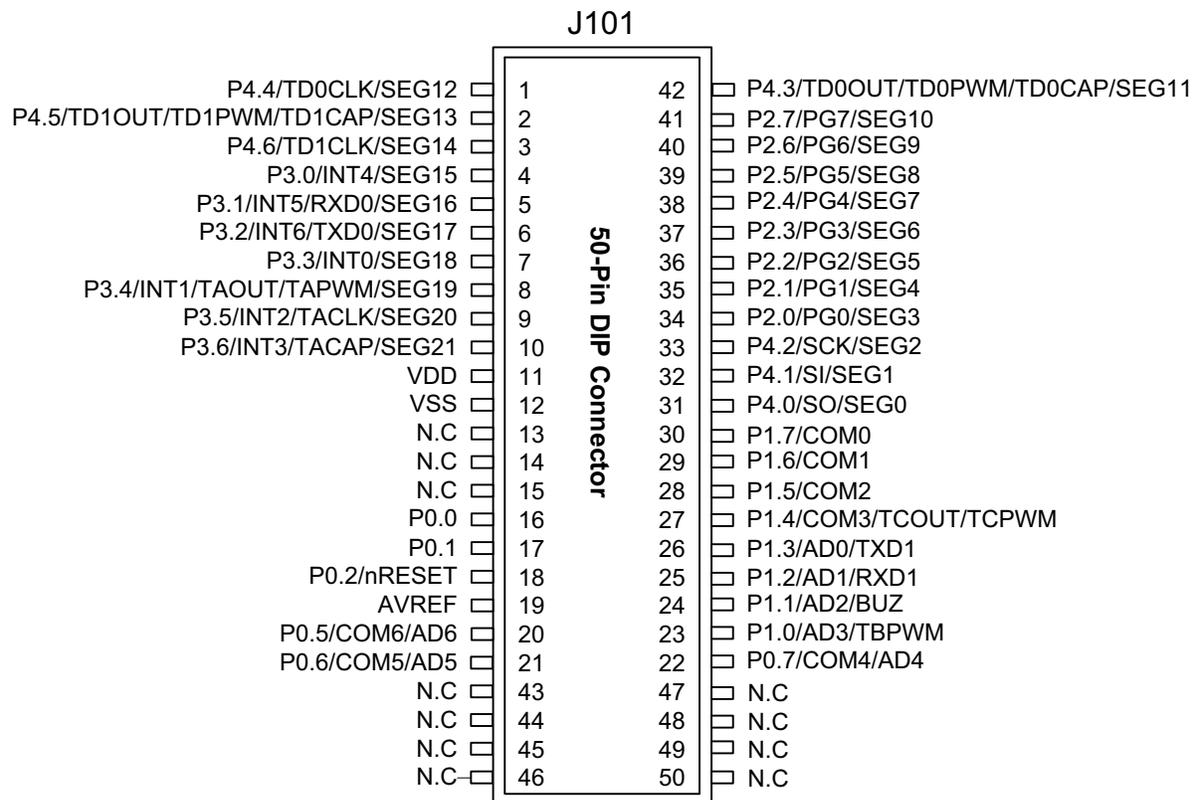 J101
P4.4/TD0CLK/SEG12 1 42 P4.3/TD0OUT/TD0PWM/TD0CAP/SEG11
P4.5/TD1OUT/TD1PWM/TD1CAP/SEG13 2 41 P2.7/PG7/SEG10
P4.6/TD1CLK/SEG14 3 40 P2.6/PG6/SEG9
P3.0/INT4/SEG15 4 39 P2.5/PG5/SEG8
P3.1/INT5/RXD0/SEG16 5 38 P2.4/PG4/SEG7
P3.2/INT6/TXD0/SEG17 6 37 P2.3/PG3/SEG6
P3.3/INT0/SEG18 7 36 P2.2/PG2/SEG5
P3.4/INT1/TAOUT/TAPWM/SEG19 8 35 P2.1/PG1/SEG4
P3.5/INT2/TACLK/SEG20 9 34 P2.0/PG0/SEG3
P3.6/INT3/TACAP/SEG21 10 33 P4.2/SCK/SEG2
VDD 11 32 P4.1/SI/SEG1
VSS 12 31 P4.0/SO/SEG0
N.C 13 30 P1.7/COM0
N.C 14 29 P1.6/COM1
N.C 15 28 P1.5/COM2
P0.0 16 27 P1.4/COM3/TCOUT/TCPWM
P0.1 17 26 P1.3/AD0/TXD1
P0.2/nRESET 18 25 P1.2/AD1/RXD1
AVREF 19 24 P1.1/AD2/BUZ
P0.5/COM6/AD6 20 23 P1.0/AD3/TBPWM
P0.6/COM5/AD5 21 22 P0.7/COM4/AD4
N.C 43 47 N.C
N.C 44 48 N.C
N.C 45 49 N.C
N.C 46 50 N.C
50-Pin DIP Connector